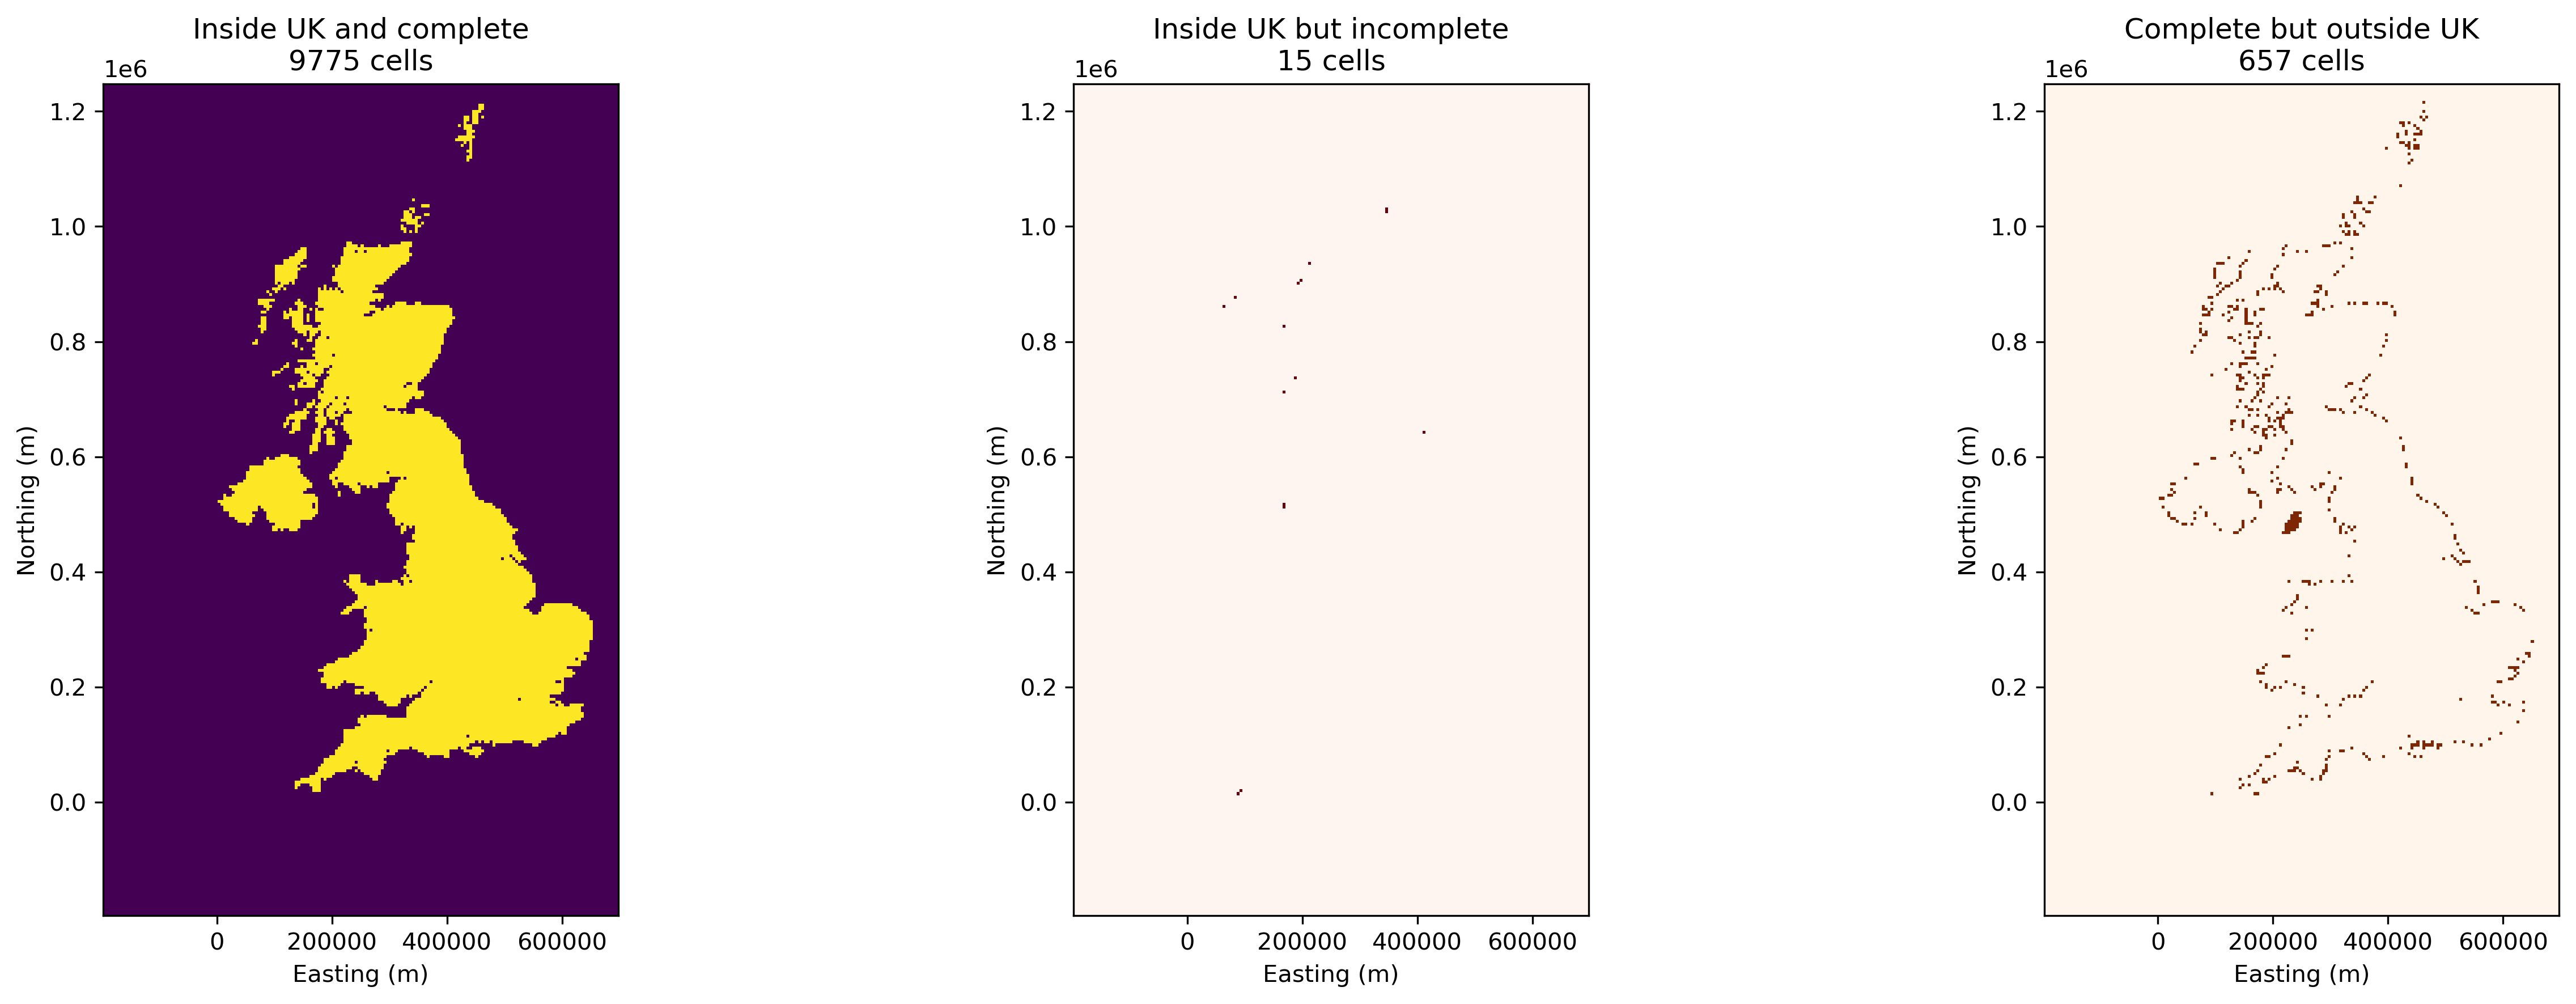 Inside UK and complete
9775 cells
1e6
1.2
1.0
0.8
0.6
0.4
0.2
0.0
Northing (m)
0 200000 400000 600000
Easting (m)
Inside UK but incomplete
15 cells
1e6
1.2
1.0
0.8
0.6
0.4
0.2
0.0
Northing (m)
0 200000 400000 600000
Easting (m)
Complete but outside UK
657 cells
1e6
1.2
1.0
0.8
0.6
0.4
0.2
0.0
Northing (m)
0 200000 400000 600000
Easting (m)